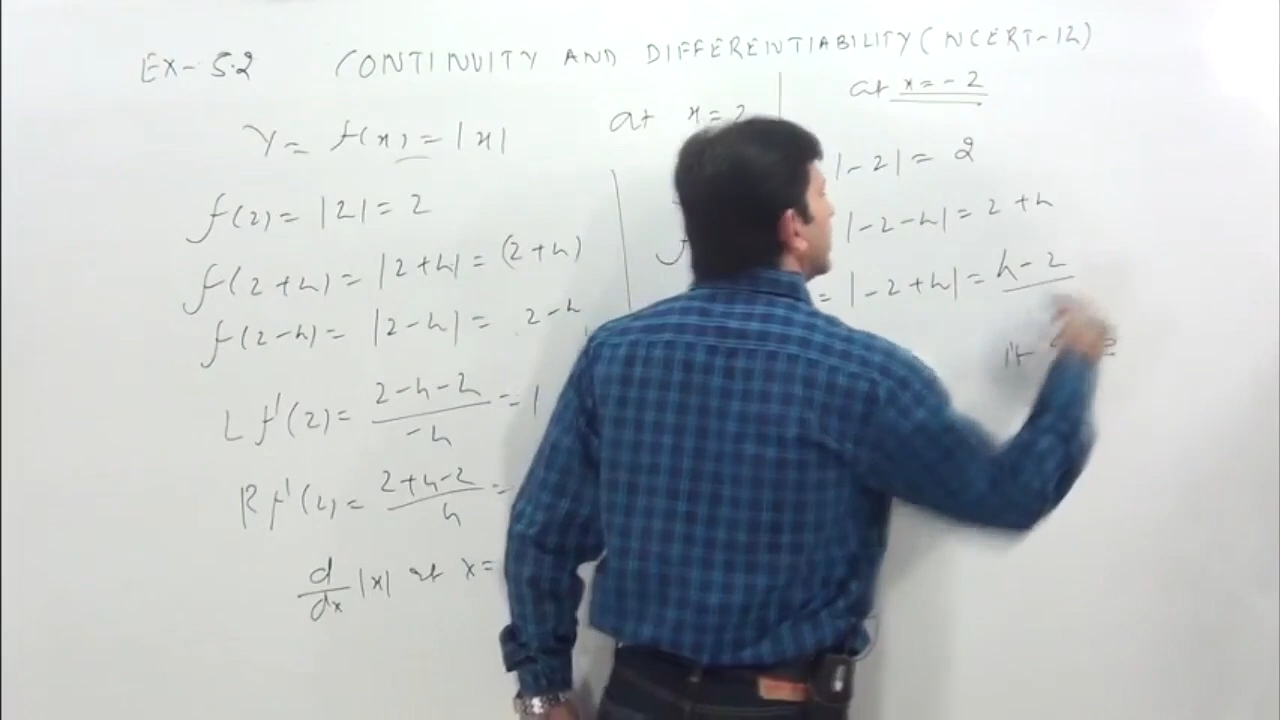 EX-5.2 CONTINUITY AND DIFFERENTIABILITY (NCERT-12)
Y = f(x) = |x|
f(2) = |2| = 2
f(2+h) = |2+h| = (2+h)
f(2-h) = |2-h| = 2-h
Lf'(2) = (2-h-2)/(-h) = 1
Rf'(2) = (2+h-2)/h =
d/dx |x| at x =
at x = 2
at x = -2
|-2| = 2
|-2-h| = 2+h
= |-2+h| = h-2